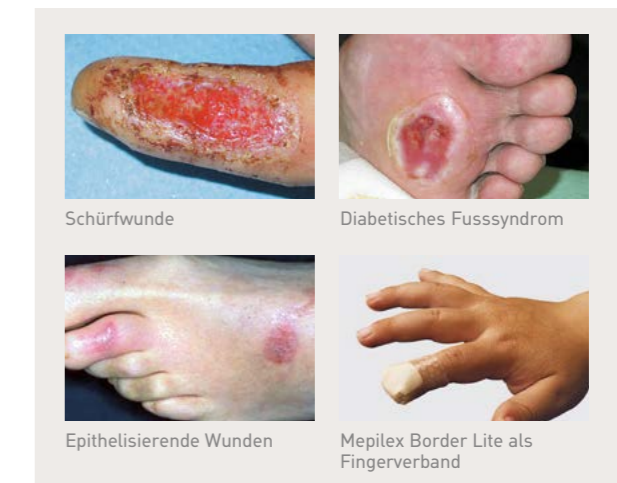 Schürfwunde
Diabetisches Fusssyndrom
Epithelisierende Wunden
Mepilex Border Lite als
Fingerverband